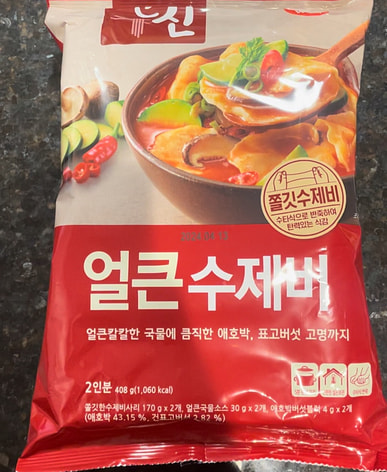 신
쫄깃수제비
수타식으로 반죽하여
탄력있는 식감
얼큰 수제비
얼큰칼칼한 국물에 큼직한 애호박, 표고버섯 고명까지
2인분 408 g (1,060 kcal)
쫄깃한수제비사리 170 g x 2개, 얼큰국물소스 30 g x 2개, 애호박버섯블럭 4 g x 2개
(애호박 43.15 %, 건표고버섯 2.82 %)